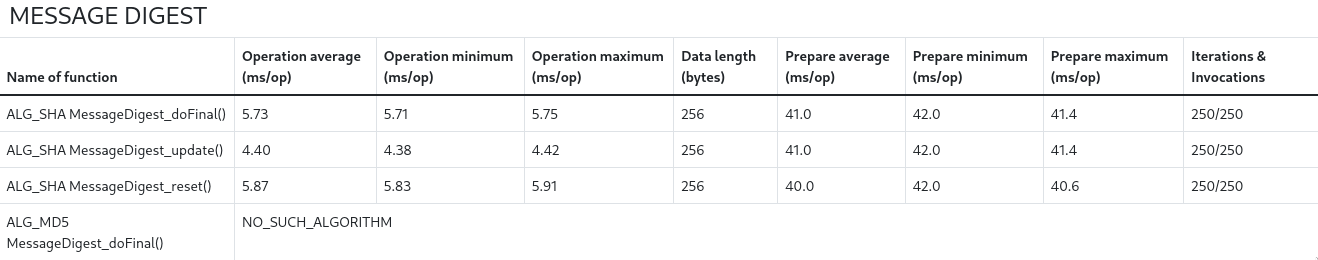 MESSAGE DIGEST
Name of function Operation average (ms/op) Operation minimum (ms/op) Operation maximum (ms/op) Data length (bytes) Prepare average (ms/op) Prepare minimum (ms/op) Prepare maximum (ms/op) Iterations & Invocations
ALG_SHA MessageDigest_doFinal() 5.73 5.71 5.75 256 41.0 42.0 41.4 250/250
ALG_SHA MessageDigest_update() 4.40 4.38 4.42 256 41.0 42.0 41.4 250/250
ALG_SHA MessageDigest_reset() 5.87 5.83 5.91 256 40.0 42.0 40.6 250/250
ALG_MD5 NO_SUCH_ALGORITHM
MessageDigest_doFinal()